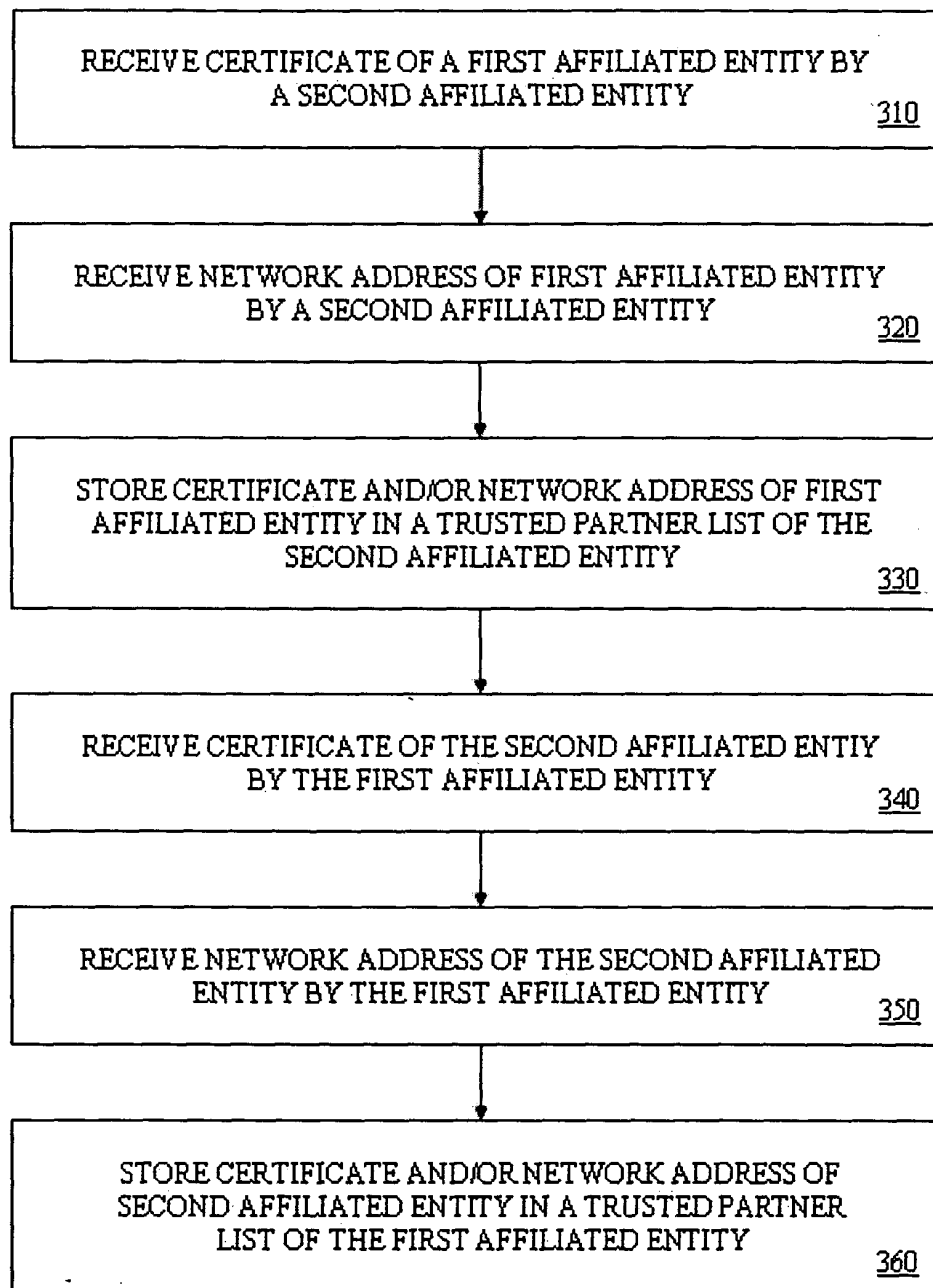 RECEIVE CERTIFICATE OF A FIRST AFFILIATED ENTITY BY
A SECOND AFFILIATED ENTITY
310
RECEIVE NETWORK ADDRESS OF FIRST AFFILIATED ENTITY
BY A SECOND AFFILIATED ENTITY
320
STORE CERTIFICATE AND/OR NETWORK ADDRESS OF FIRST
AFFILIATED ENTITY IN A TRUSTED PARTNER LIST OF THE
SECOND AFFILIATED ENTITY
330
RECEIVE CERTIFICATE OF THE SECOND AFFILIATED ENTIY
BY THE FIRST AFFILIATED ENTITY
340
RECEIVE NETWORK ADDRESS OF THE SECOND AFFILIATED
ENTITY BY THE FIRST AFFILIATED ENTITY
350
STORE CERTIFICATE AND/OR NETWORK ADDRESS OF
SECOND AFFILIATED ENTITY IN A TRUSTED PARTNER
LIST OF THE FIRST AFFILIATED ENTITY
360